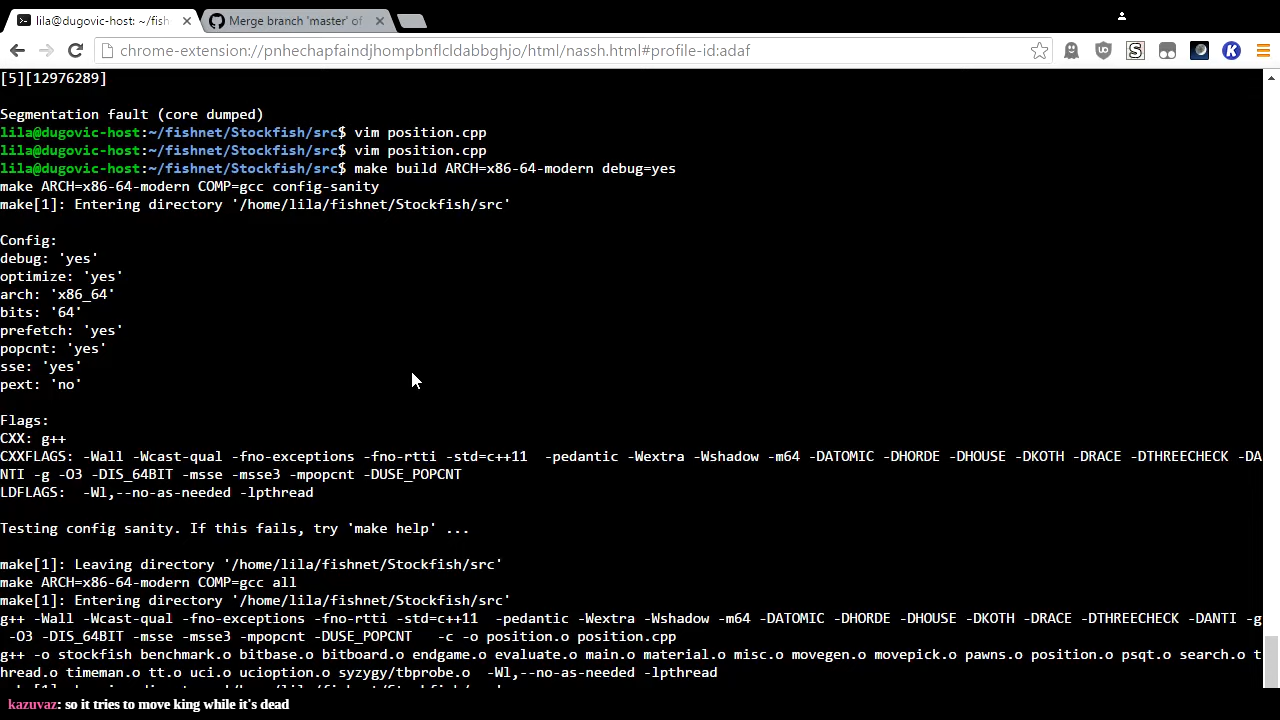 lila@dugovic-host: ~/fish
Merge branch 'master' of
chrome-extension://pnhechapfaindjhompbnflcldabbghjo/html/nassh.html#profile-id:adaf
[5][12976289]
Segmentation fault (core dumped)
lila@dugovic-host:~/fishnet/Stockfish/src$ vim position.cpp
lila@dugovic-host:~/fishnet/Stockfish/src$ vim position.cpp
lila@dugovic-host:~/fishnet/Stockfish/src$ make build ARCH=x86-64-modern debug=yes
make ARCH=x86-64-modern COMP=gcc config-sanity
make[1]: Entering directory '/home/lila/fishnet/Stockfish/src'
Config:
debug: 'yes'
optimize: 'yes'
arch: 'x86_64'
bits: '64'
prefetch: 'yes'
popcnt: 'yes'
sse: 'yes'
pext: 'no'
Flags:
CXX: g++
CXXFLAGS: -Wall -Wcast-qual -fno-exceptions -fno-rtti -std=c++11  -pedantic -Wextra -Wshadow -m64 -DATOMIC -DHORDE -DHOUSE -DKOTH -DRACE -DTHREECHECK -DA
NTI -g -O3 -DIS_64BIT -msse -msse3 -mpopcnt -DUSE_POPCNT
LDFLAGS:  -Wl,--no-as-needed -lpthread
Testing config sanity. If this fails, try 'make help' ...
make[1]: Leaving directory '/home/lila/fishnet/Stockfish/src'
make ARCH=x86-64-modern COMP=gcc all
make[1]: Entering directory '/home/lila/fishnet/Stockfish/src'
g++ -Wall -Wcast-qual -fno-exceptions -fno-rtti -std=c++11  -pedantic -Wextra -Wshadow -m64 -DATOMIC -DHORDE -DHOUSE -DKOTH -DRACE -DTHREECHECK -DANTI -g
-O3 -DIS_64BIT -msse -msse3 -mpopcnt -DUSE_POPCNT   -c -o position.o position.cpp
g++ -o stockfish benchmark.o bitbase.o bitboard.o endgame.o evaluate.o main.o material.o misc.o movegen.o movepick.o pawns.o position.o psqt.o search.o t
hread.o timeman.o tt.o uci.o ucioption.o syzygy/tbprobe.o  -Wl,--no-as-needed -lpthread
kazuvaz: so it tries to move king while it's dead